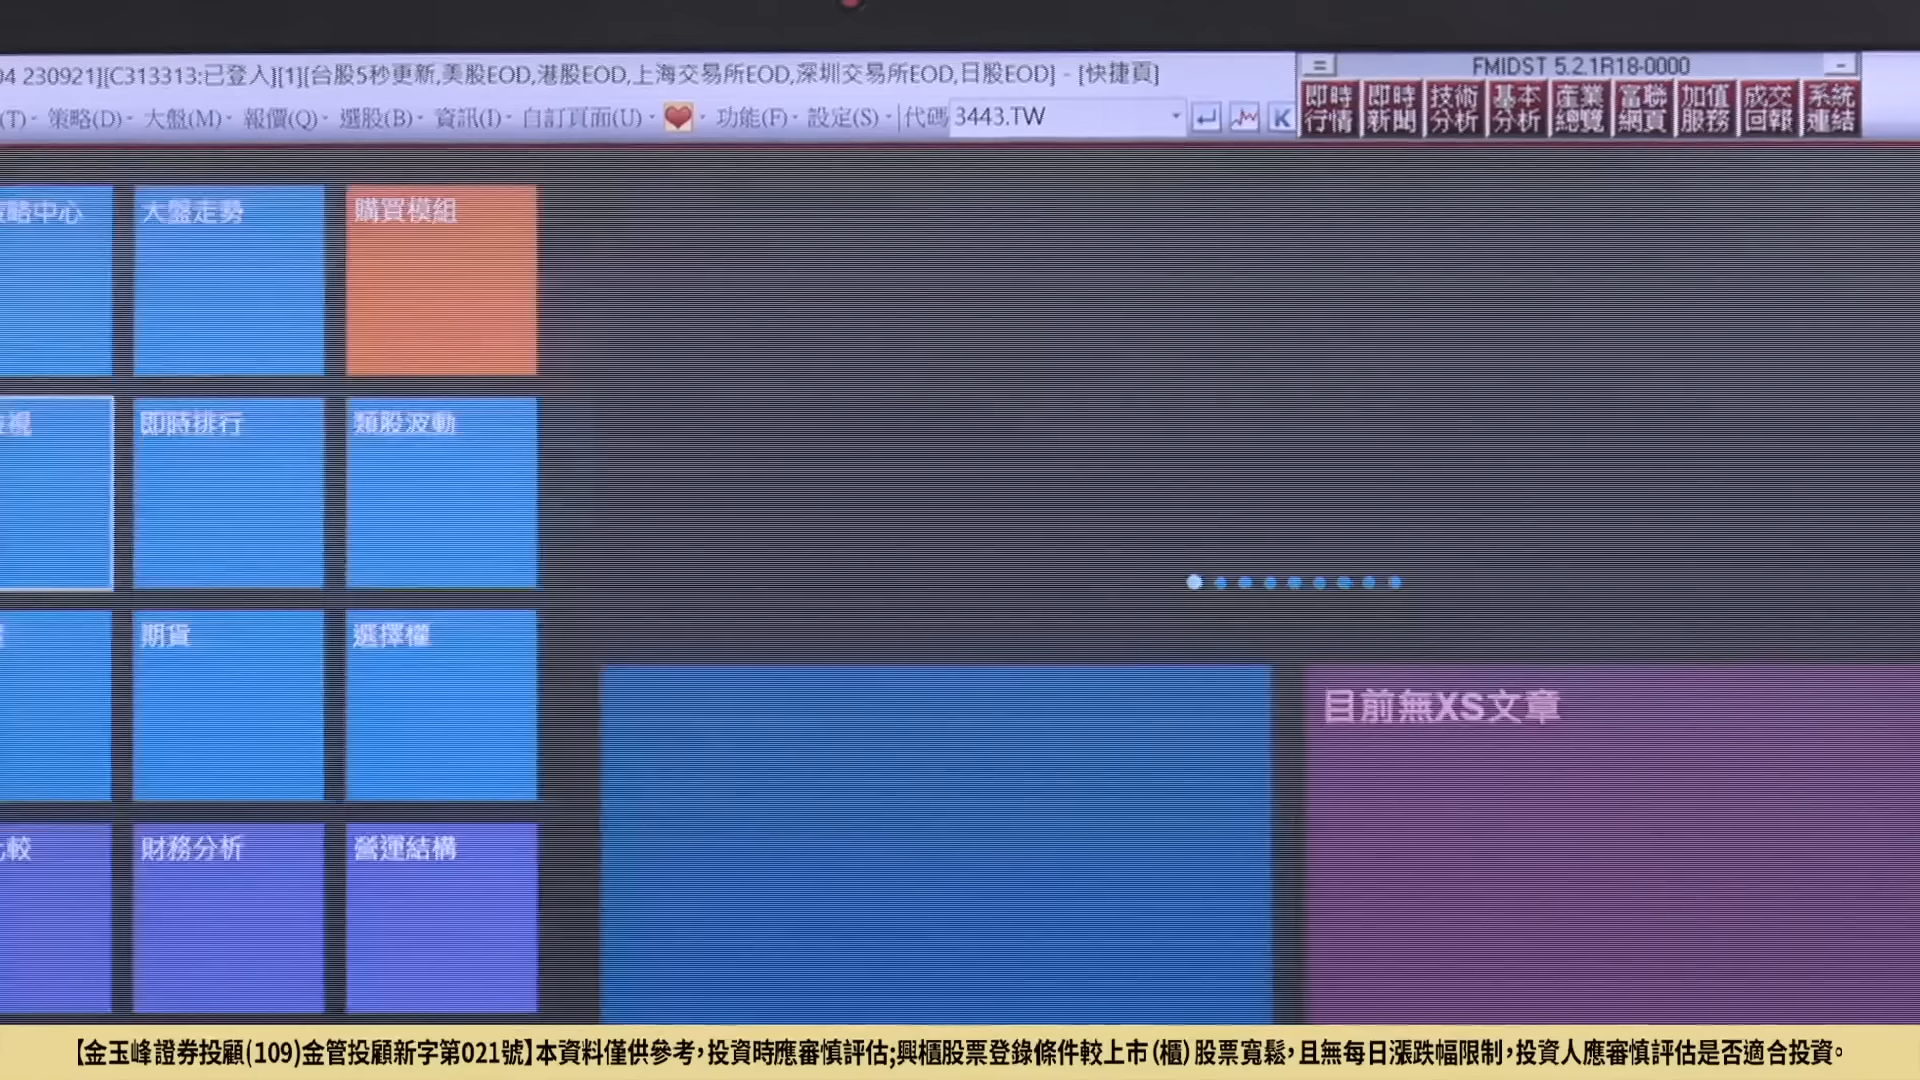 04 230921][C313313:已登入][1][台股5秒更新,美股EOD,港股EOD,上海交易所EOD,深圳交易所EOD,日股EOD] - [快捷頁]
FMIDST 5.2.1R18-0000
(T)· 策略(D)· 大盤(M)· 報價(Q)· 選股(B)· 資訊(I)· 自訂頁面(U)· 功能(F)· 設定(S)· 代碼 3443.TW
即時行情 即時新聞 技術分析 基本分析 產業總覽 富聯網頁 加值服務 成交回報 系統連結
策略中心 大盤走勢 購買模組
視 即時排行 類股波動
期貨 選擇權
目前無XS文章
比較 財務分析 營運結構
【金玉峰證券投顧(109)金管投顧新字第021號】本資料僅供參考,投資時應審慎評估;興櫃股票登錄條件較上市(櫃)股票寬鬆,且無每日漲跌幅限制,投資人應審慎評估是否適合投資。